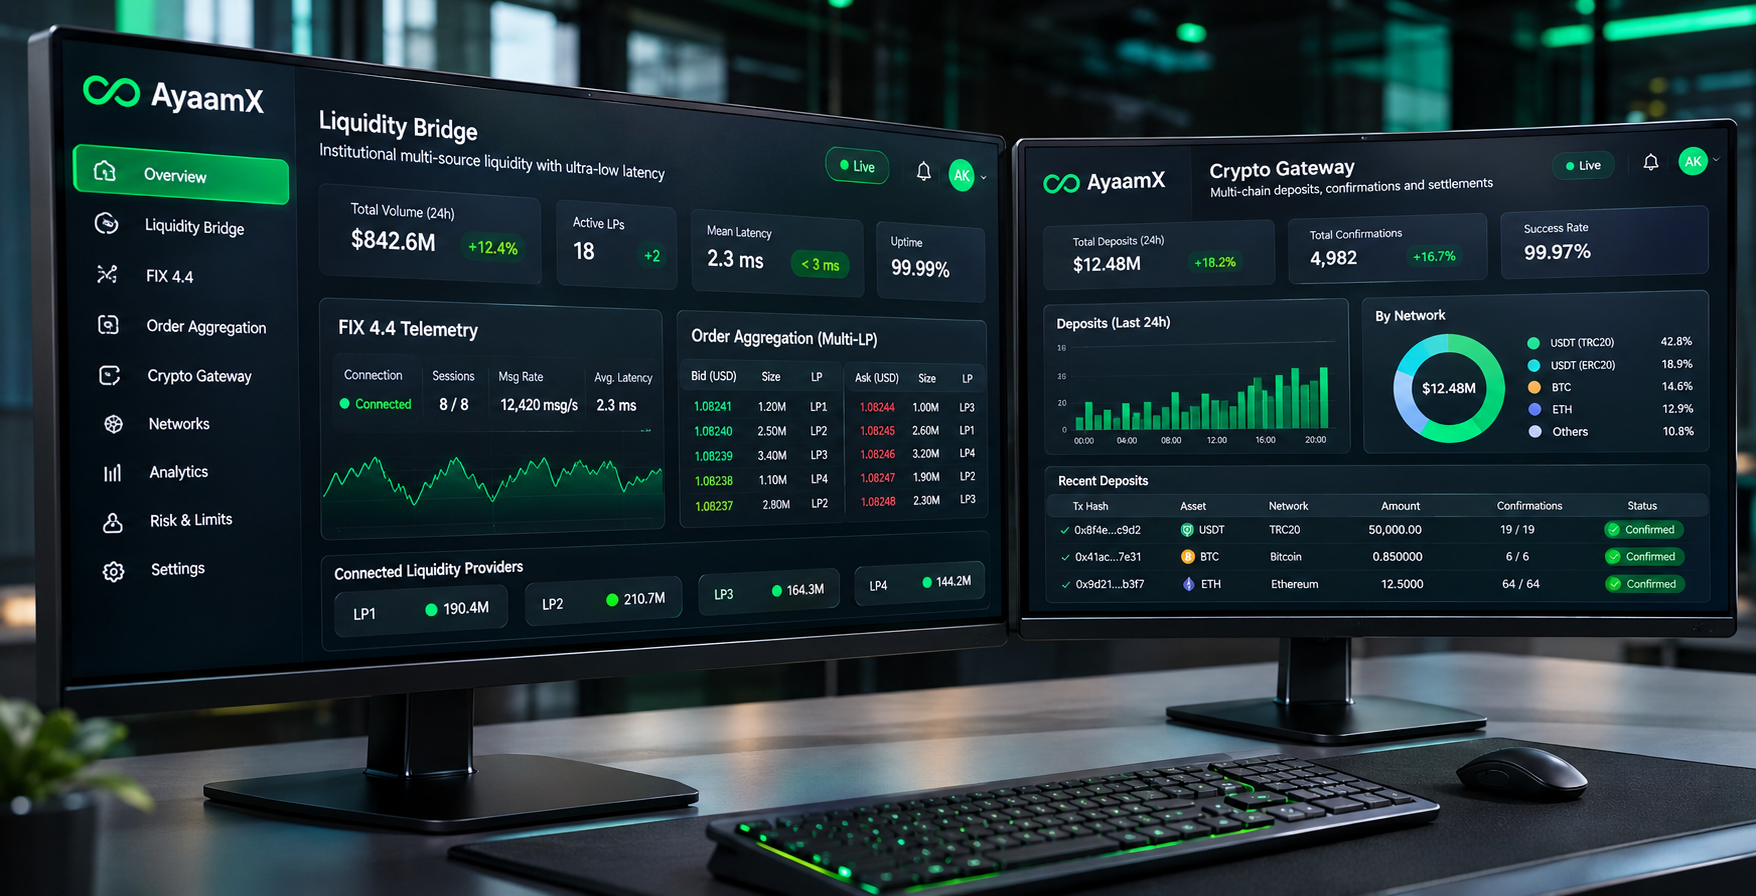 AyaamX
Overview
Liquidity Bridge
FIX 4.4
Order Aggregation
Crypto Gateway
Networks
Analytics
Risk & Limits
Settings
Liquidity Bridge
Institutional multi-source liquidity with ultra-low latency
Live
AK
Total Volume (24h)
$842.6M
+12.4%
Active LPs
18
+2
Mean Latency
2.3 ms
< 3 ms
Uptime
99.99%
FIX 4.4 Telemetry
Connection Sessions Msg Rate Avg. Latency
Connected 8 / 8 12,420 msg/s 2.3 ms
Order Aggregation (Multi-LP)
Bid (USD) Size LP Ask (USD) Size LP
1.08241 1.20M LP1 1.08244 1.00M LP3
1.08240 2.50M LP2 1.08245 2.60M LP1
1.08239 3.40M LP3 1.08246 3.20M LP4
1.08238 1.10M LP4 1.08247 1.90M LP2
1.08237 2.80M LP2 1.08248 2.30M LP3
Connected Liquidity Providers
LP1 190.4M
LP2 210.7M
LP3 164.3M
LP4 144.2M
AyaamX
Crypto Gateway
Multi-chain deposits, confirmations and settlements
Live
AK
Total Deposits (24h)
$12.48M
+18.2%
Total Confirmations
4,982
+16.7%
Success Rate
99.97%
Deposits (Last 24h)
16
26
20
0
00:00 04:00 08:00 12:00 16:00 20:00
By Network
$12.48M
USDT (TRC20) 42.8%
USDT (ERC20) 18.9%
BTC 14.6%
ETH 12.9%
Others 10.8%
Recent Deposits
Tx Hash Asset Network Amount Confirmations Status
0x8f4e...c9d2 USDT TRC20 50,000.00 19 / 19 Confirmed
0x41ac...7e31 BTC Bitcoin 0.850000 6 / 6 Confirmed
0x9d21...b3f7 ETH Ethereum 12.5000 64 / 64 Confirmed